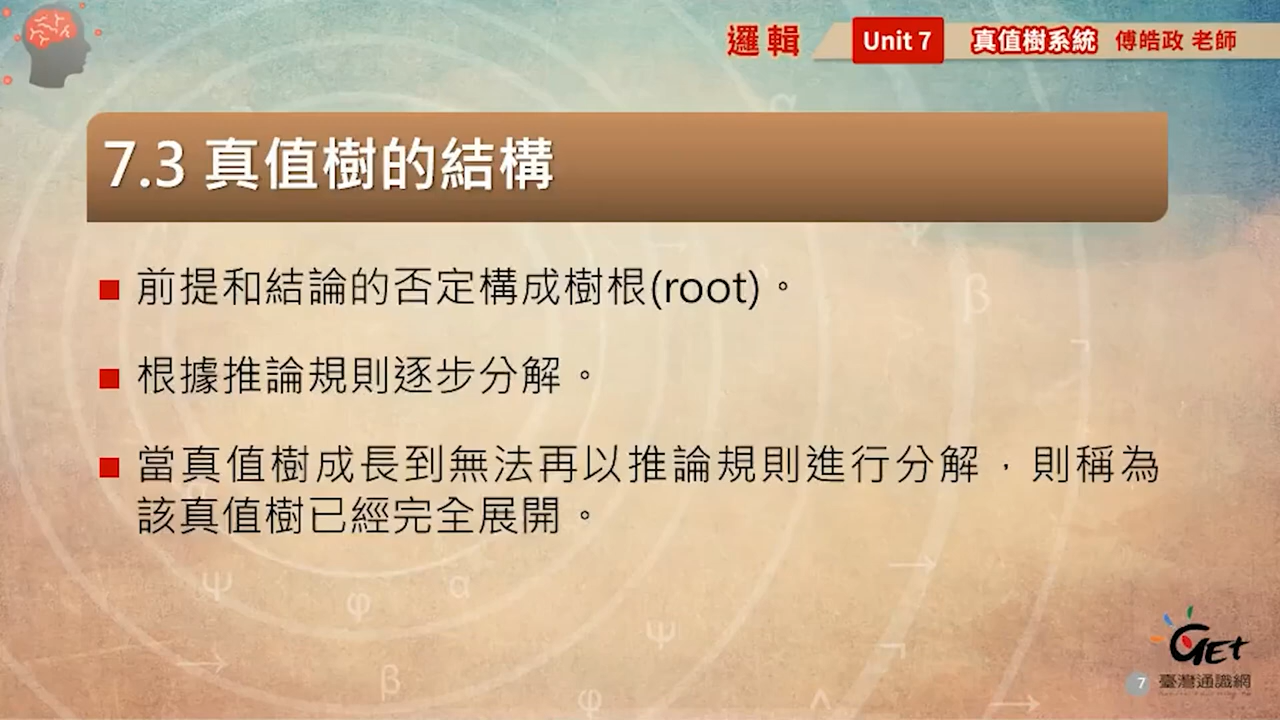 邏輯 Unit 7 真值樹系統 傅皓政 老師
7.3 真值樹的結構
前提和結論的否定構成樹根(root)。
根據推論規則逐步分解。
當真值樹成長到無法再以推論規則進行分解，則稱為
該真值樹已經完全展開。
α
ψ
β
¬
Ψ φ α →
Ψ ¬
→ β φ ^ →
GET
7 臺灣通識網